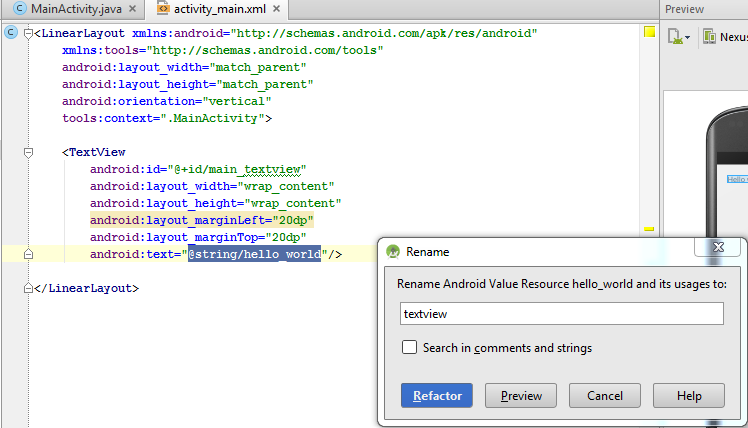 MainActivity.java × activity_main.xml ×
Preview
Nexus
<LinearLayout xmlns:android="http://schemas.android.com/apk/res/android"
xmlns:tools="http://schemas.android.com/tools"
android:layout_width="match_parent"
android:layout_height="match_parent"
android:orientation="vertical"
tools:context=".MainActivity">
<TextView
android:id="@+id/main_textview"
android:layout_width="wrap_content"
android:layout_height="wrap_content"
android:layout_marginLeft="20dp"
android:layout_marginTop="20dp"
android:text="@string/hello_world"/>
</LinearLayout>
Hello
Rename
Rename Android Value Resource hello_world and its usages to:
textview
Search in comments and strings
Refactor Preview Cancel Help